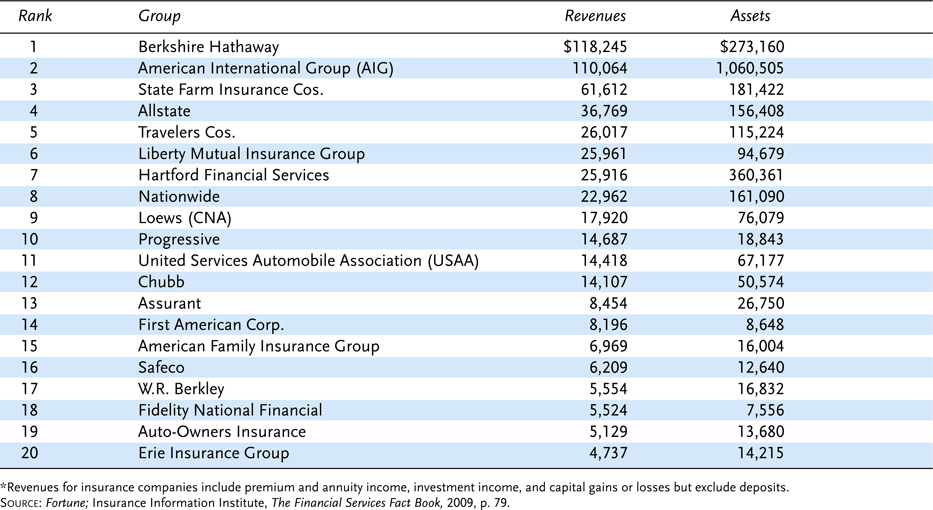 Rank Group Revenues Assets
1 Berkshire Hathaway $118,245 $273,160
2 American International Group (AIG) 110,064 1,060,505
3 State Farm Insurance Cos. 61,612 181,422
4 Allstate 36,769 156,408
5 Travelers Cos. 26,017 115,224
6 Liberty Mutual Insurance Group 25,961 94,679
7 Hartford Financial Services 25,916 360,361
8 Nationwide 22,962 161,090
9 Loews (CNA) 17,920 76,079
10 Progressive 14,687 18,843
11 United Services Automobile Association (USAA) 14,418 67,177
12 Chubb 14,107 50,574
13 Assurant 8,454 26,750
14 First American Corp. 8,196 8,648
15 American Family Insurance Group 6,969 16,004
16 Safeco 6,209 12,640
17 W.R. Berkley 5,554 16,832
18 Fidelity National Financial 5,524 7,556
19 Auto-Owners Insurance 5,129 13,680
20 Erie Insurance Group 4,737 14,215
*Revenues for insurance companies include premium and annuity income, investment income, and capital gains or losses but exclude deposits.
SOURCE: Fortune; Insurance Information Institute, The Financial Services Fact Book, 2009, p. 79.